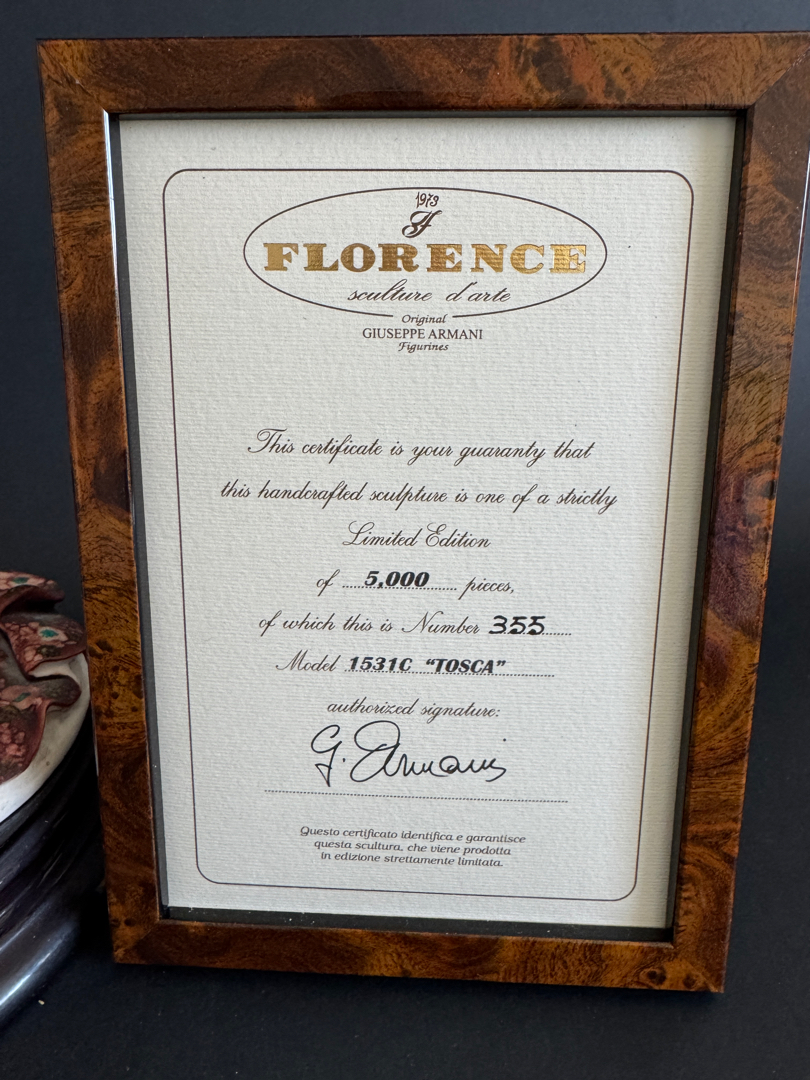 1973
FLORENCE
sculture d'arte
Original
GIUSEPPE ARMANI
Figurines
This certificate is your guaranty that
this handcrafted sculpture is one of a strictly
Limited Edition
of 5,000 pieces,
of which this is Number 355
Model 1531C "TOSCA"
authorized signature:
G. Armani
Questo certificato identifica e garantisce
questa scultura, che viene prodotta
in edizione strettamente limitata.